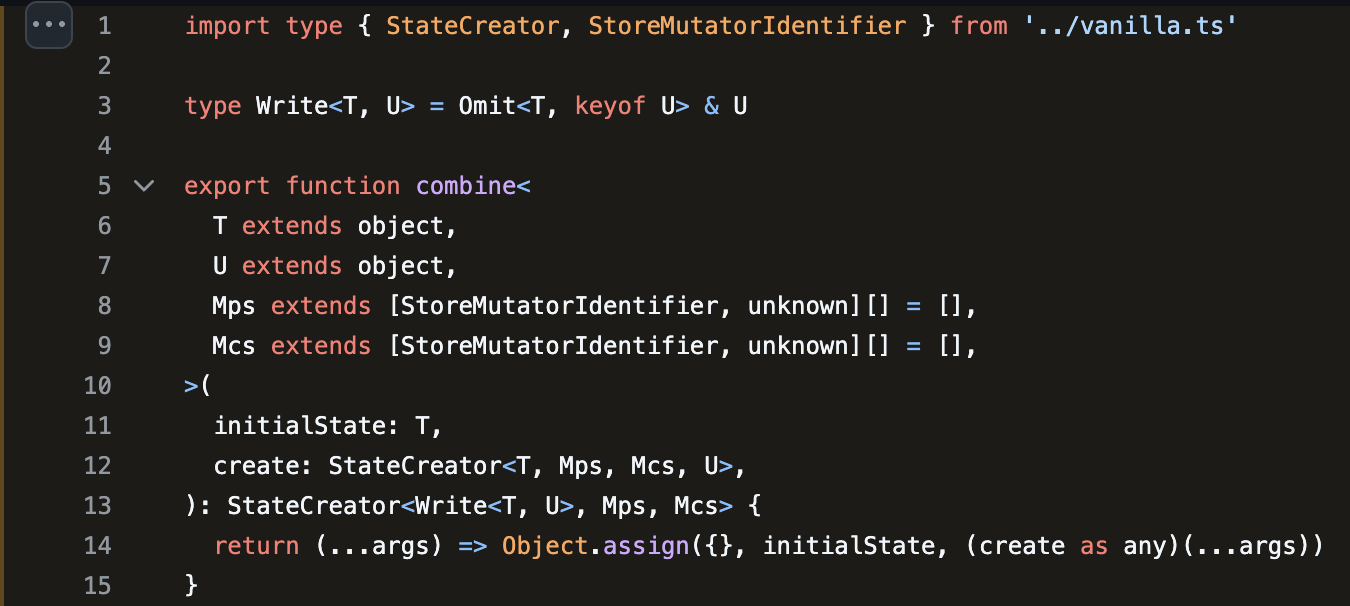 1 import type { StateCreator, StoreMutatorIdentifier } from '../vanilla.ts'
2
3 type Write<T, U> = Omit<T, keyof U> & U
4
5 export function combine<
6   T extends object,
7   U extends object,
8   Mps extends [StoreMutatorIdentifier, unknown][] = [],
9   Mcs extends [StoreMutatorIdentifier, unknown][] = [],
10 >(
11   initialState: T,
12   create: StateCreator<T, Mps, Mcs, U>,
13 ): StateCreator<Write<T, U>, Mps, Mcs> {
14   return (...args) => Object.assign({}, initialState, (create as any)(...args))
15 }